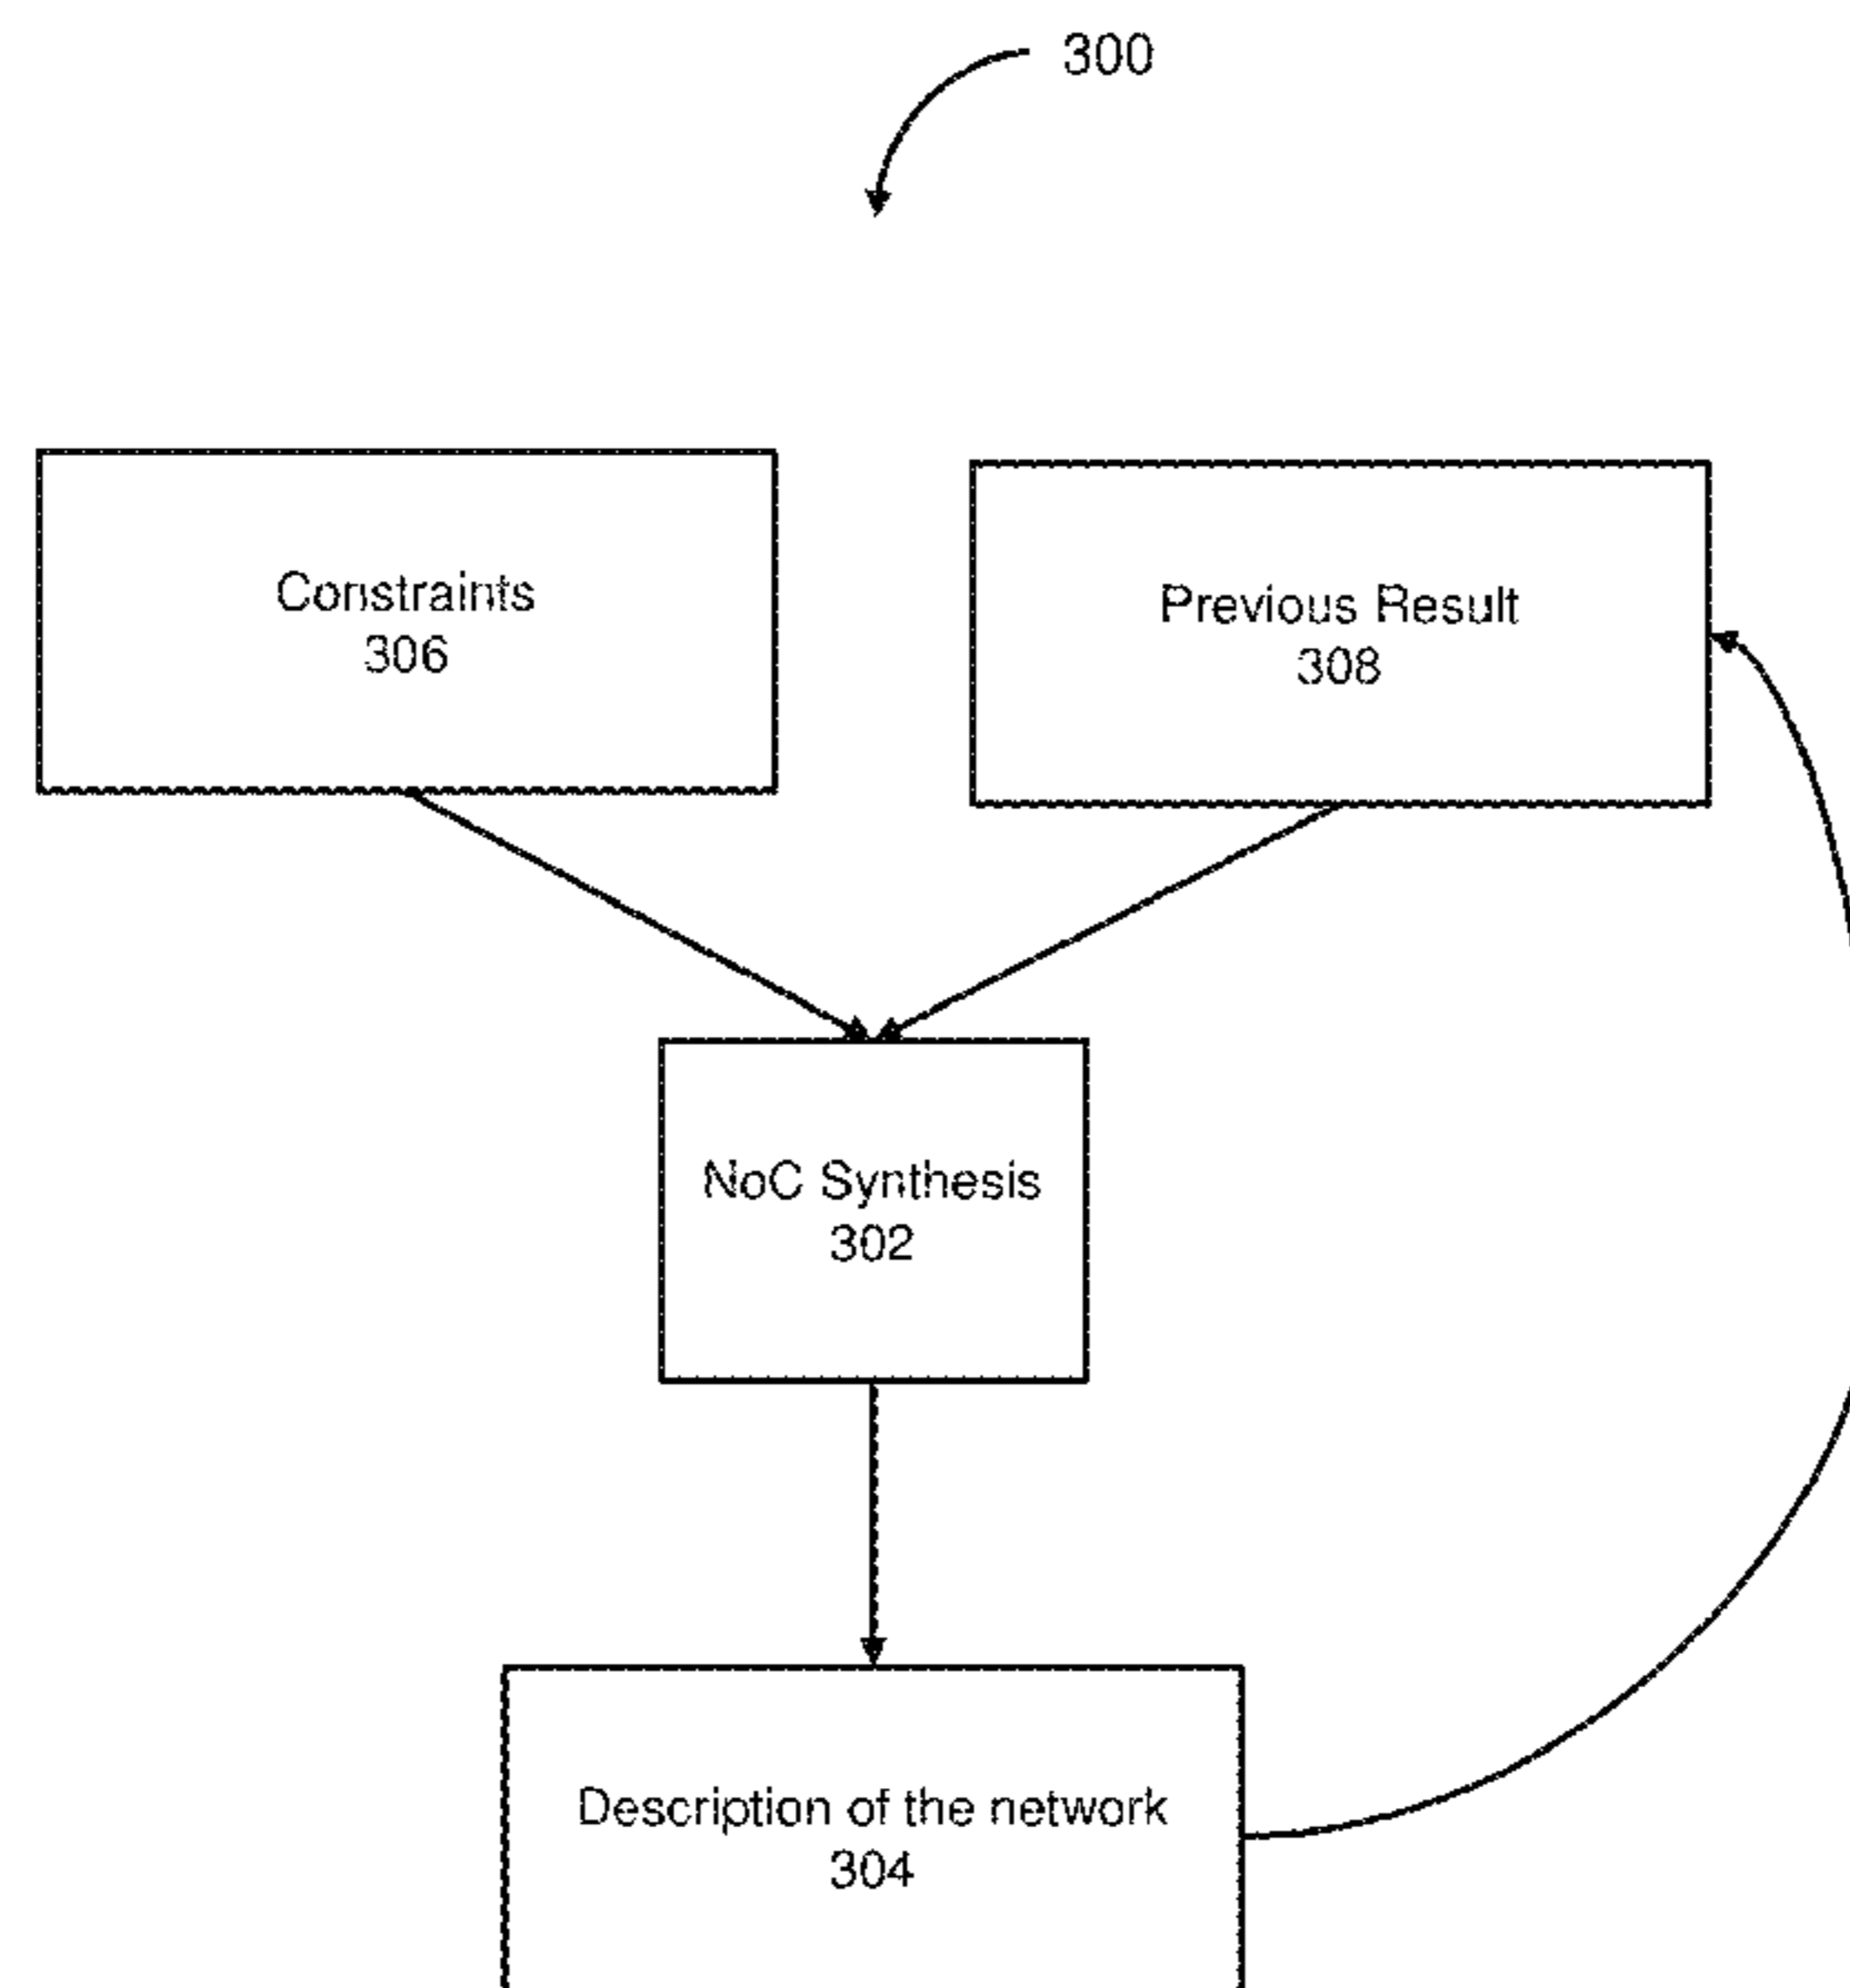 300
Constraints
306
Previous Result
308
NoC Synthesis
302
Description of the network
304